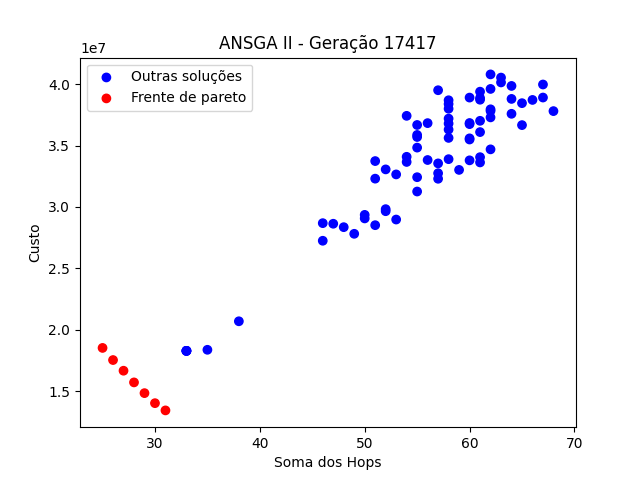 ANSGA II - Geração 17417
1e7
Outras soluções
Frente de pareto
4.0
3.5
3.0
2.5
2.0
1.5
Custo
30 40 50 60 70
Soma dos Hops